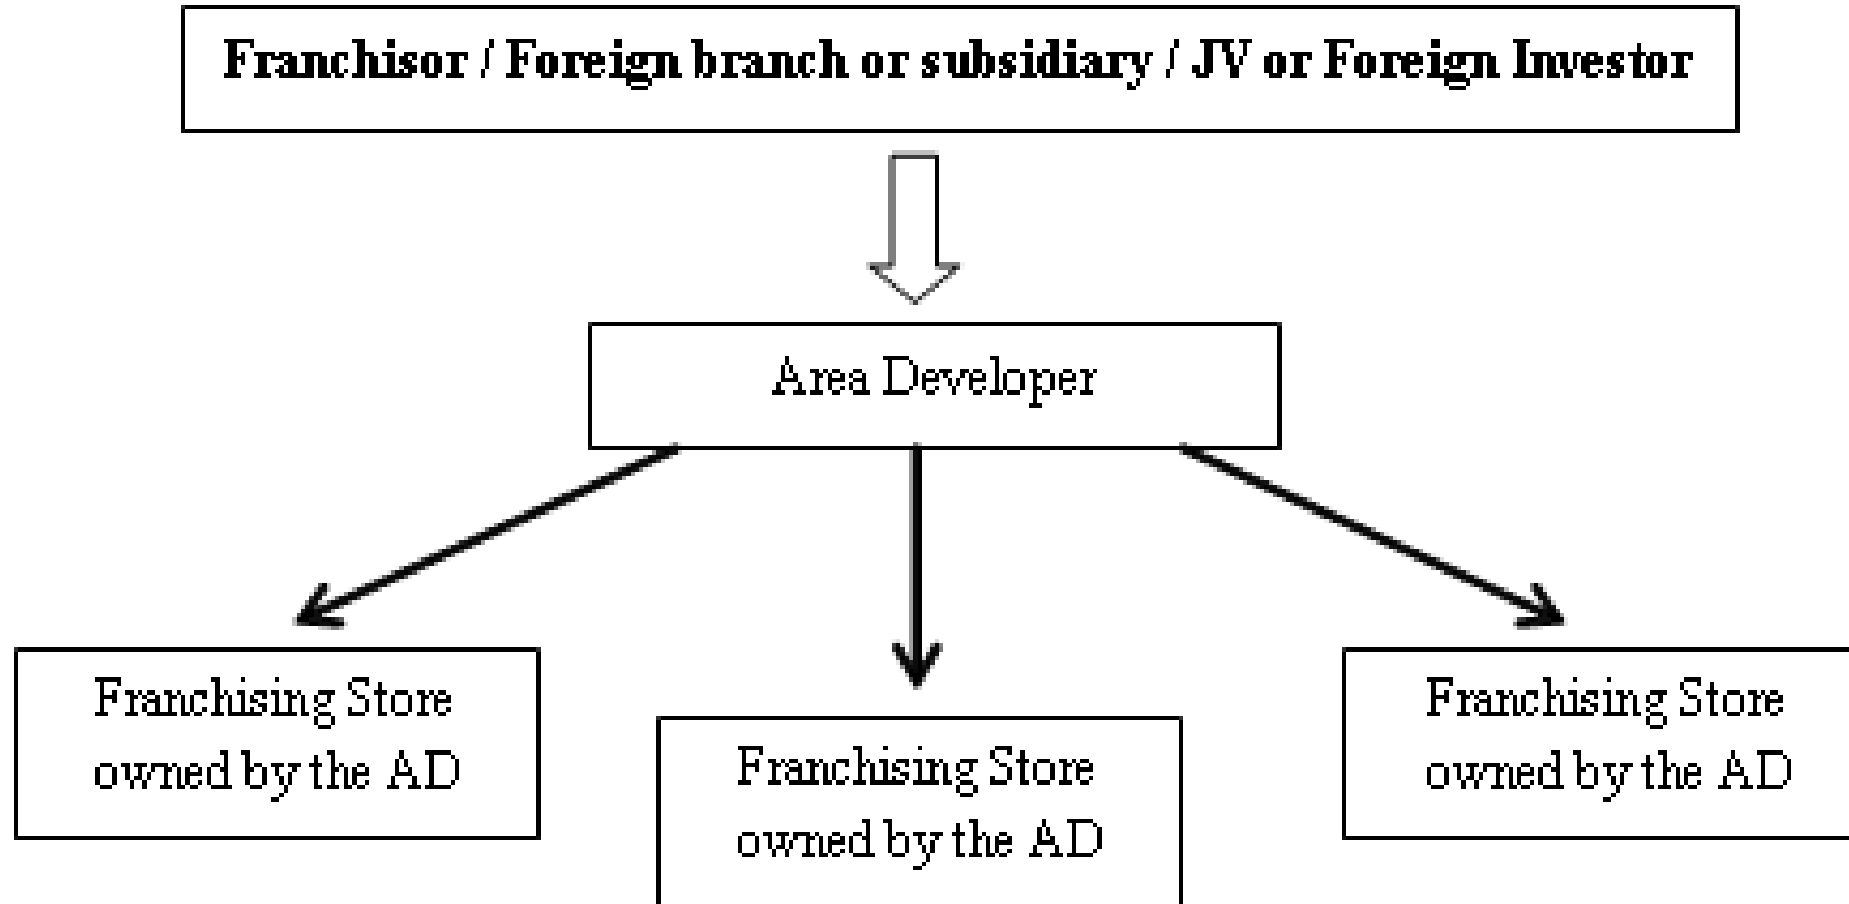 Franchisor / Foreign branch or subsidiary / JV or Foreign Investor
Area Developer
Franchising Store
owned by the AD
Franchising Store
owned by the AD
Franchising Store
owned by the AD